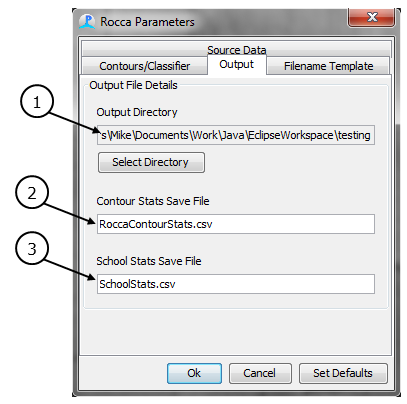 Rocca Parameters
Source Data
Contours/Classifier Output Filename Template
Output File Details
1
Output Directory
s\Mike\Documents\Work\Java\EclipseWorkspace\testing
Select Directory
2
Contour Stats Save File
RoccaContourStats.csv
3
School Stats Save File
SchoolStats.csv
Ok Cancel Set Defaults